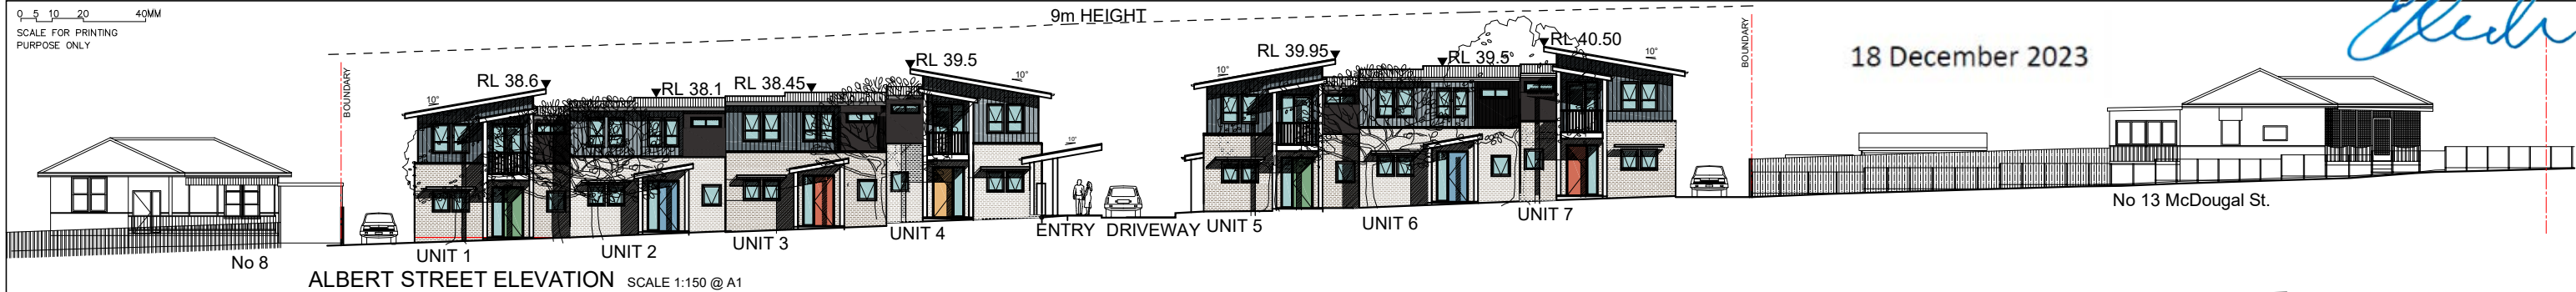 0 5 10 20 40MM
SCALE FOR PRINTING
PURPOSE ONLY
9m HEIGHT
18 December 2023
BOUNDARY
BOUNDARY
RL 38.6
RL 38.1
RL 38.45
RL 39.5
RL 39.95
RL 39.5
RL 40.50
10°
10°
10°
10°
10°
No 8
UNIT 1
UNIT 2
UNIT 3
UNIT 4
ENTRY
DRIVEWAY
UNIT 5
UNIT 6
UNIT 7
No 13 McDougal St.
ALBERT STREET ELEVATION SCALE 1:150 @ A1